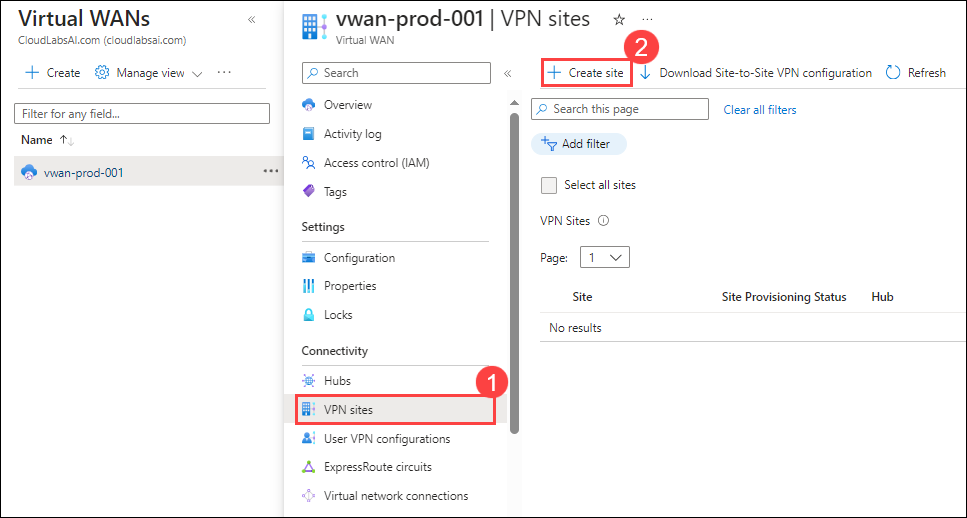 Virtual WANs
CloudLabsAI.com (cloudlabsai.com)
Create
Manage view
Filter for any field...
Name
vwan-prod-001
vwan-prod-001 | VPN sites
Virtual WAN
Search
Overview
Activity log
Access control (IAM)
Tags
Settings
Configuration
Properties
Locks
Connectivity
Hubs
1
VPN sites
User VPN configurations
ExpressRoute circuits
Virtual network connections
2
Create site
Download Site-to-Site VPN configuration
Refresh
Search this page
Clear all filters
Add filter
Select all sites
VPN Sites
Page: 1
Site Site Provisioning Status Hub
No results